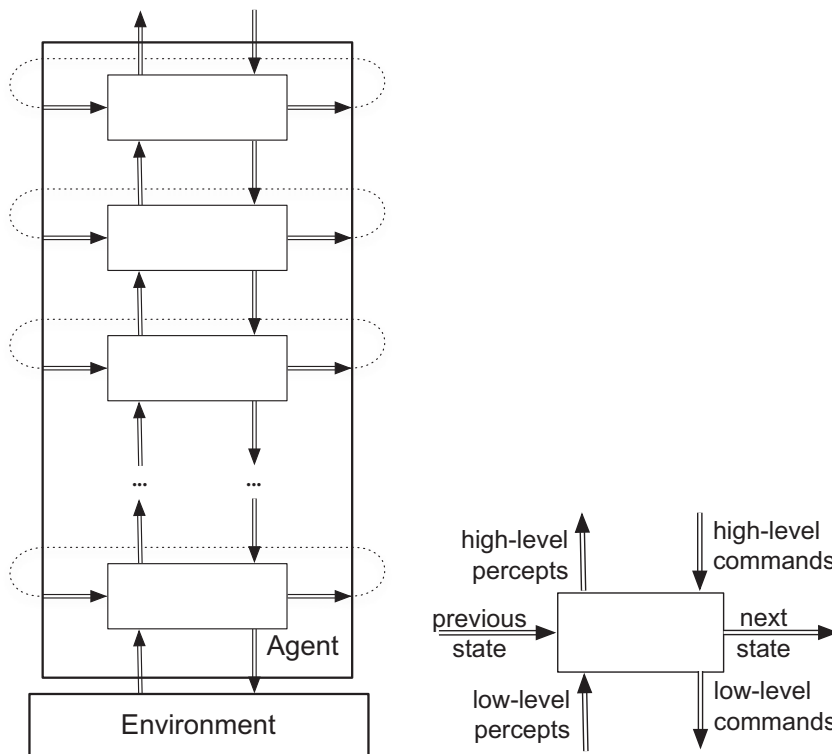 ...
...
Agent
Environment
high-level
percepts
high-level
commands
previous
state
next
state
low-level
percepts
low-level
commands